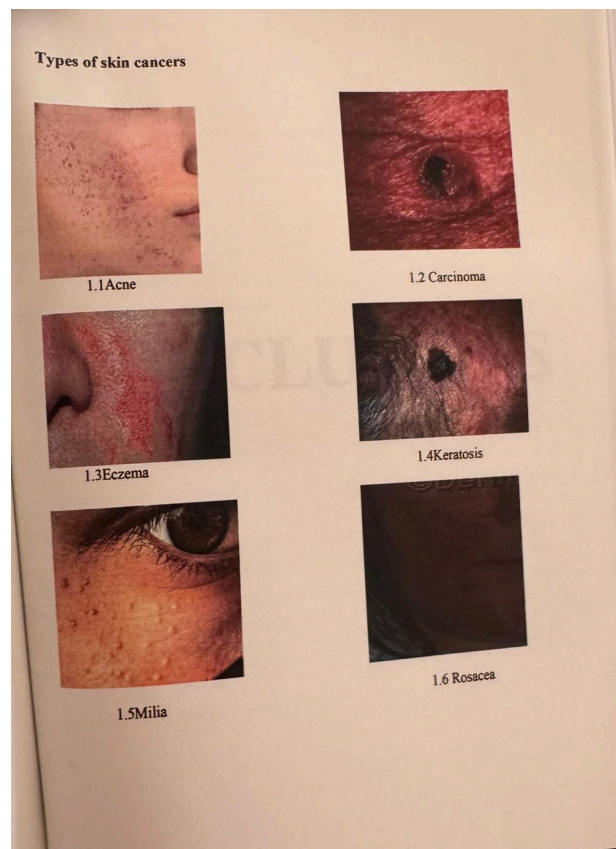 Types of skin cancers
1.1Acne
1.2 Carcinoma
1.3Eczema
1.4Keratosis
1.5Milia
1.6 Rosacea